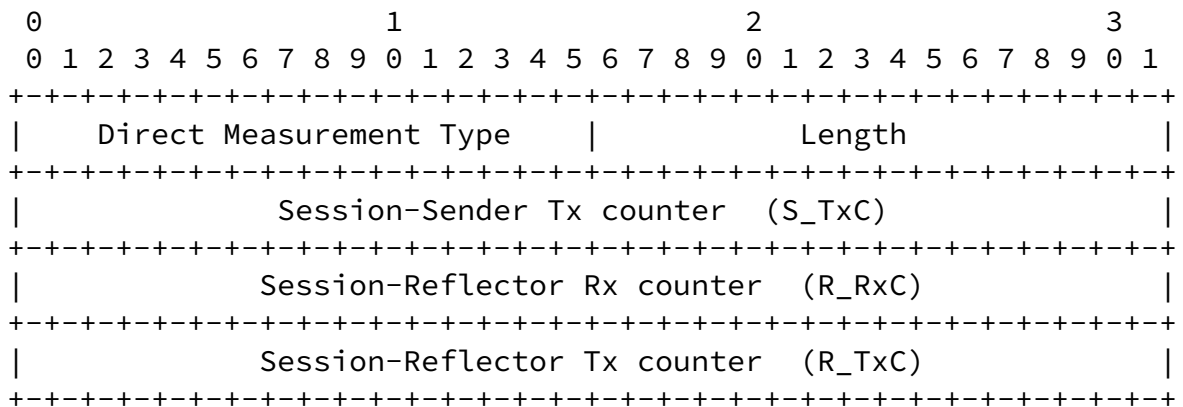 0                   1                   2                   3
 0 1 2 3 4 5 6 7 8 9 0 1 2 3 4 5 6 7 8 9 0 1 2 3 4 5 6 7 8 9 0 1
+-+-+-+-+-+-+-+-+-+-+-+-+-+-+-+-+-+-+-+-+-+-+-+-+-+-+-+-+-+-+-+-+
|    Direct Measurement Type    |           Length              |
+-+-+-+-+-+-+-+-+-+-+-+-+-+-+-+-+-+-+-+-+-+-+-+-+-+-+-+-+-+-+-+-+
|              Session-Sender Tx counter  (S_TxC)               |
+-+-+-+-+-+-+-+-+-+-+-+-+-+-+-+-+-+-+-+-+-+-+-+-+-+-+-+-+-+-+-+-+
|             Session-Reflector Rx counter  (R_RxC)             |
+-+-+-+-+-+-+-+-+-+-+-+-+-+-+-+-+-+-+-+-+-+-+-+-+-+-+-+-+-+-+-+-+
|             Session-Reflector Tx counter  (R_TxC)             |
+-+-+-+-+-+-+-+-+-+-+-+-+-+-+-+-+-+-+-+-+-+-+-+-+-+-+-+-+-+-+-+-+